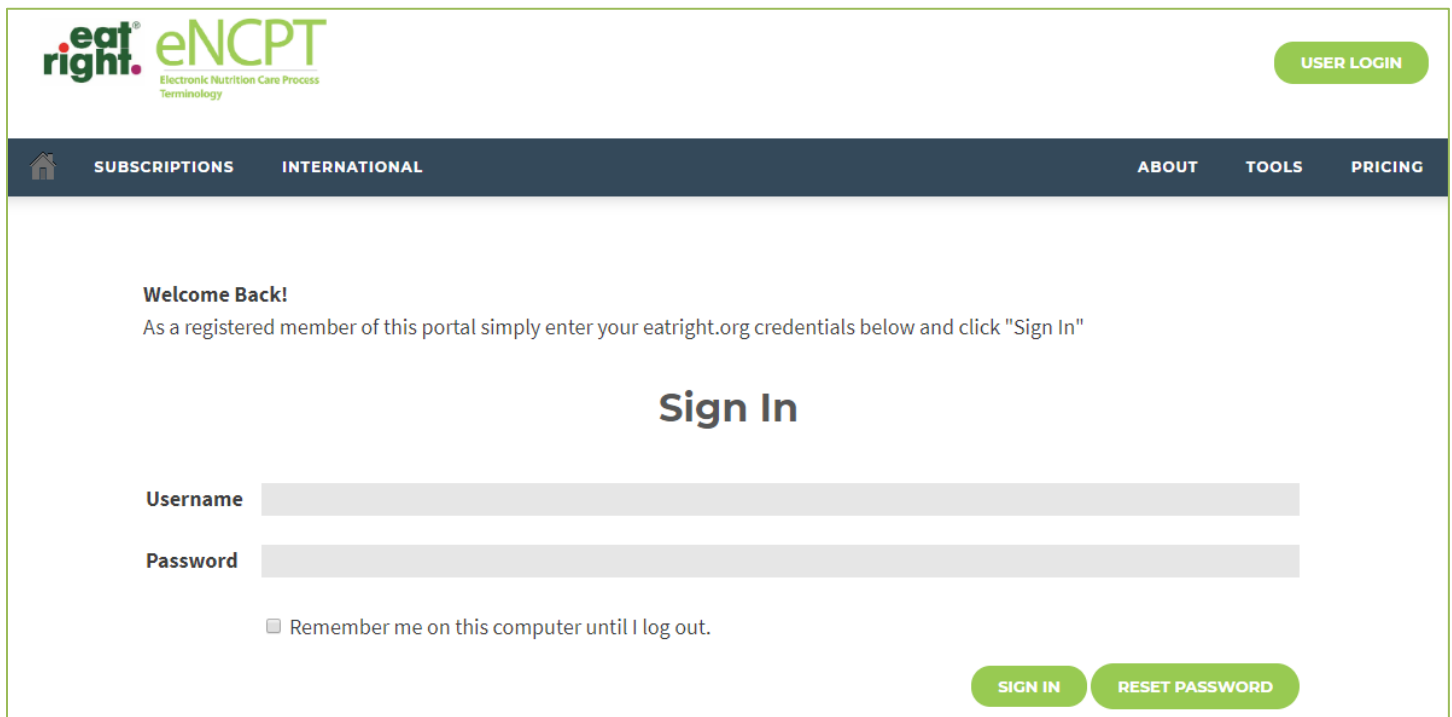 eat®
right.
eNCPT
Electronic Nutrition Care Process
Terminology
USER LOGIN
SUBSCRIPTIONS INTERNATIONAL ABOUT TOOLS PRICING
Welcome Back!
As a registered member of this portal simply enter your eatright.org credentials below and click "Sign In"
Sign In
Username
Password
Remember me on this computer until I log out.
SIGN IN RESET PASSWORD